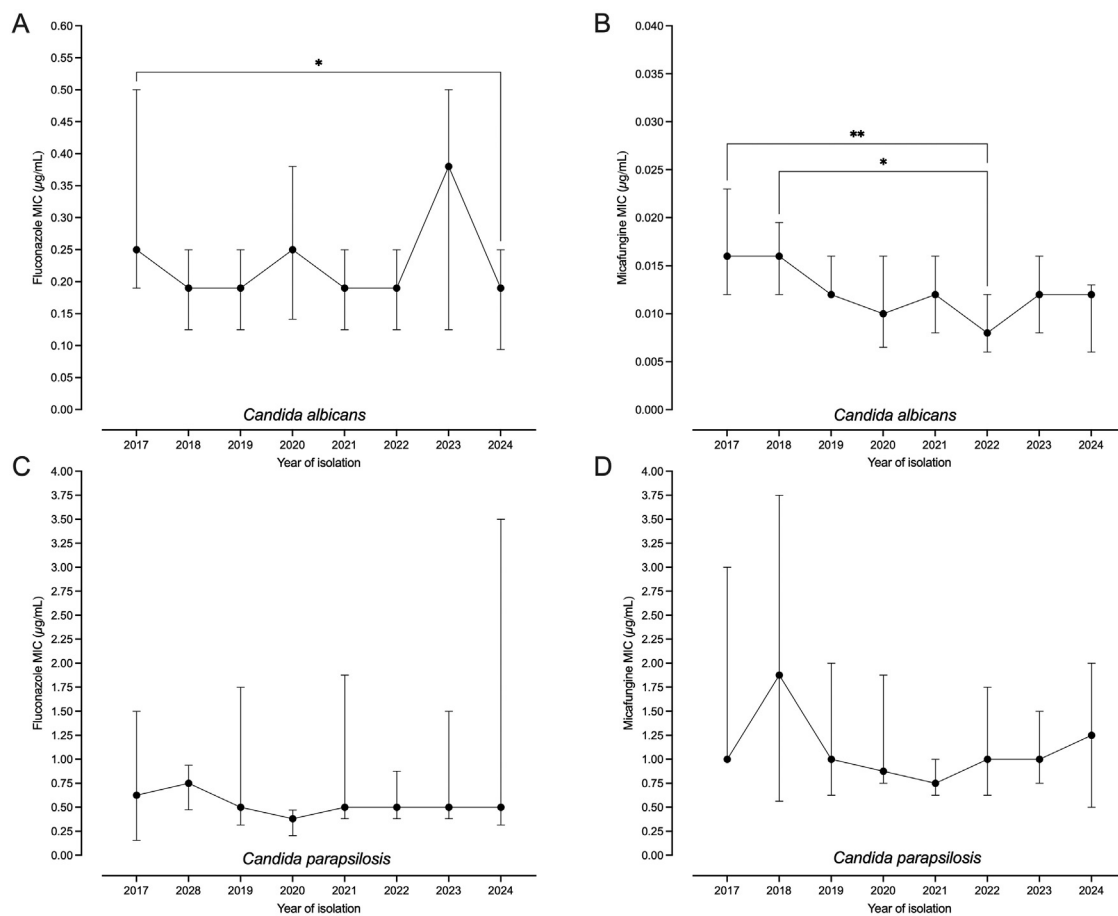 A
Fluconazole MIC (µg/mL)
0.60
0.55
0.50
0.45
0.40
0.35
0.30
0.25
0.20
0.15
0.10
0.05
0.00
*
Candida albicans
2017 2018 2019 2020 2021 2022 2023 2024
Year of isolation
B
Micafungine MIC (µg/mL)
0.040
0.035
0.030
0.025
0.020
0.015
0.010
0.005
0.000
**
*
Candida albicans
2017 2018 2019 2020 2021 2022 2023 2024
Year of isolation
C
Fluconazole MIC (µg/mL)
4.00
3.75
3.50
3.25
3.00
2.75
2.50
2.25
2.00
1.75
1.50
1.25
1.00
0.75
0.50
0.25
0.00
Candida parapsilosis
2017 2028 2019 2020 2021 2022 2023 2024
Year of isolation
D
Micafungine MIC (µg/mL)
4.00
3.75
3.50
3.25
3.00
2.75
2.50
2.25
2.00
1.75
1.50
1.25
1.00
0.75
0.50
0.25
0.00
Candida parapsilosis
2017 2018 2019 2020 2021 2022 2023 2024
Year of isolation